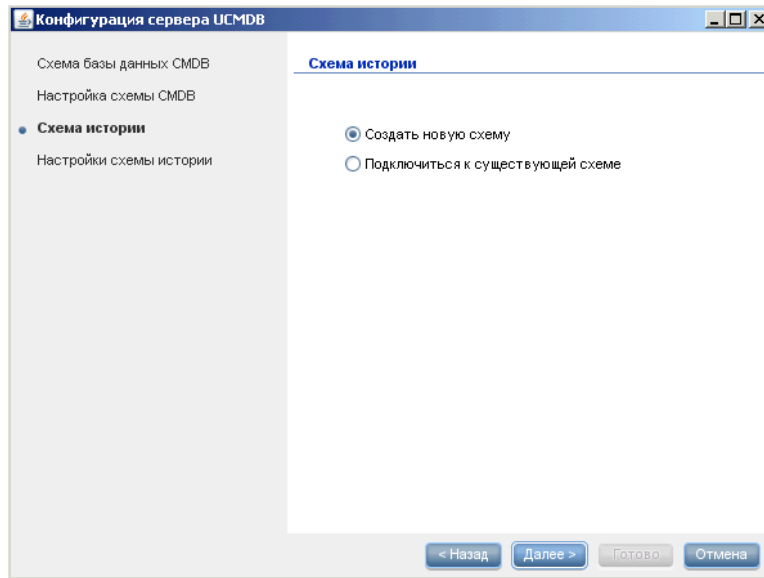 Конфигурация сервера UCMDB
Схема базы данных CMDB
Настройка схемы CMDB
Схема истории
Настройки схемы истории
Схема истории
Создать новую схему
Подключиться к существующей схеме
< Назад
Далее >
Готово
Отмена